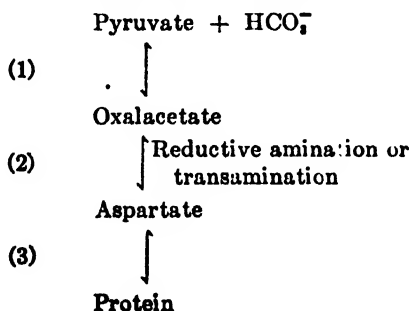 Pyruvate + HCO₃⁻
(1)
Oxalacetate
(2) Reductive amination or
transamination
Aspartate
(3)
Protein